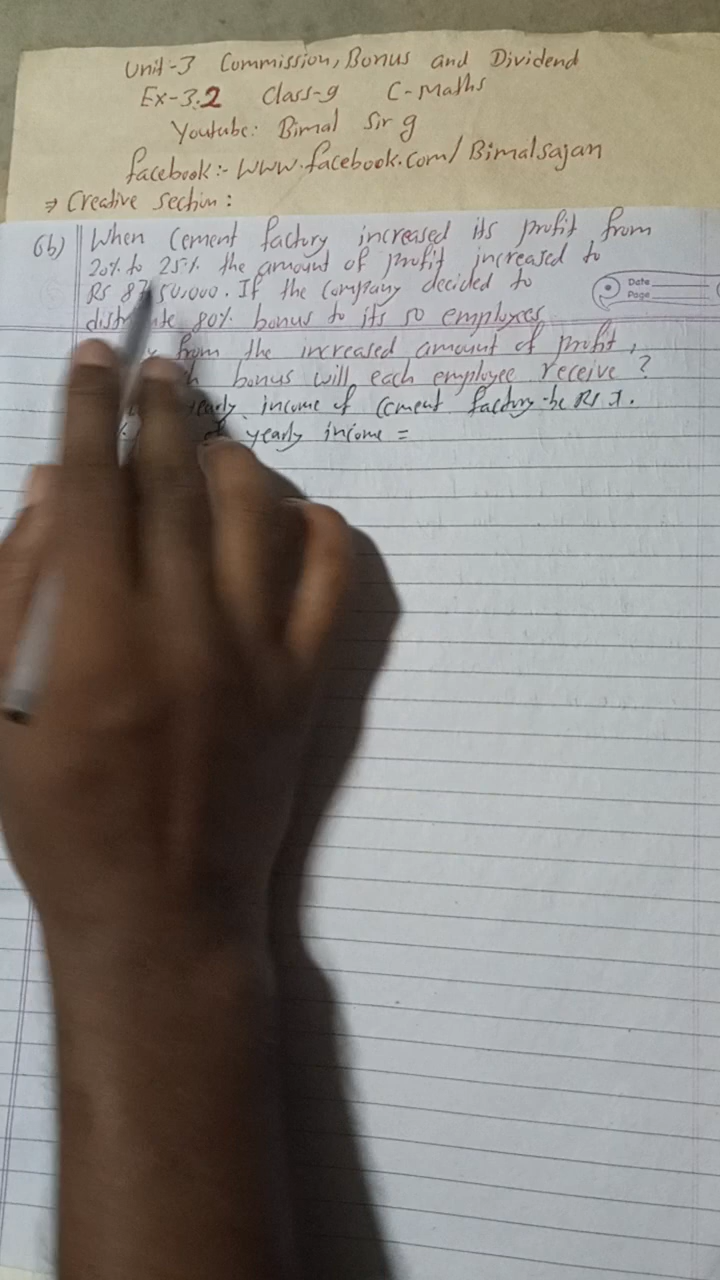 Unit-3 Commission, Bonus and Dividend
Ex-3.2 Class-9 C-Maths
Youtube: Bimal Sir g
facebook:- www.facebook.com/Bimalsajan
⇒ Creative section:
6b) When Cement factory increased its profit from
20% to 25% the amount of profit increased to
Date
RS 87,50,000. If the Company decided to
Page
80% bonus to its 50 employees
from the increased amount of profit,
bonus will each employee receive?
yearly income of Cement factory be Rs x.
yearly income =